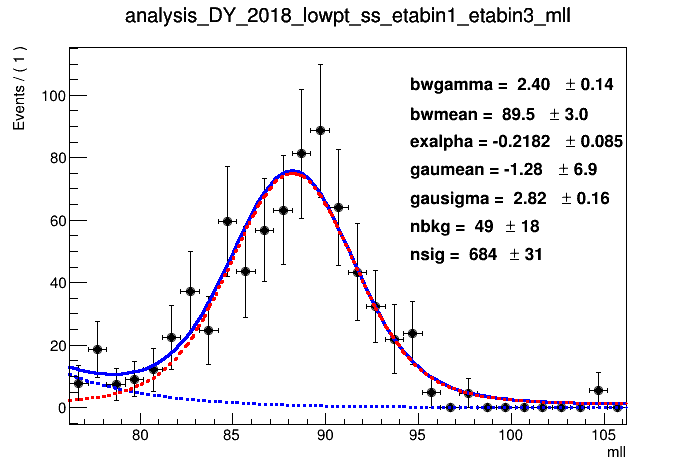 analysis_DY_2018_lowpt_ss_etabin1_etabin3_mll
Events / ( 1 )
100
80
60
40
20
0
bwgamma = 2.40 ± 0.14
bwmean = 89.5 ± 3.0
exalpha = -0.2182 ± 0.085
gaumean = -1.28 ± 6.9
gausigma = 2.82 ± 0.16
nbkg = 49 ± 18
nsig = 684 ± 31
80 85 90 95 100 105
mll